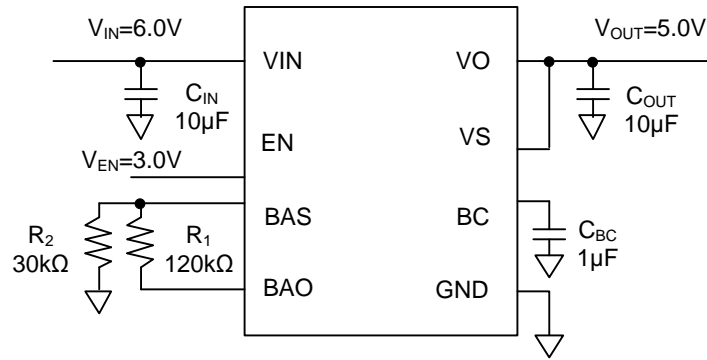 V_IN=6.0V
V_OUT=5.0V
VIN
VO
C_IN
10µF
C_OUT
10µF
EN
VS
V_EN=3.0V
BAS
BC
R_2
30kΩ
R_1
120kΩ
C_BC
1µF
BAO
GND